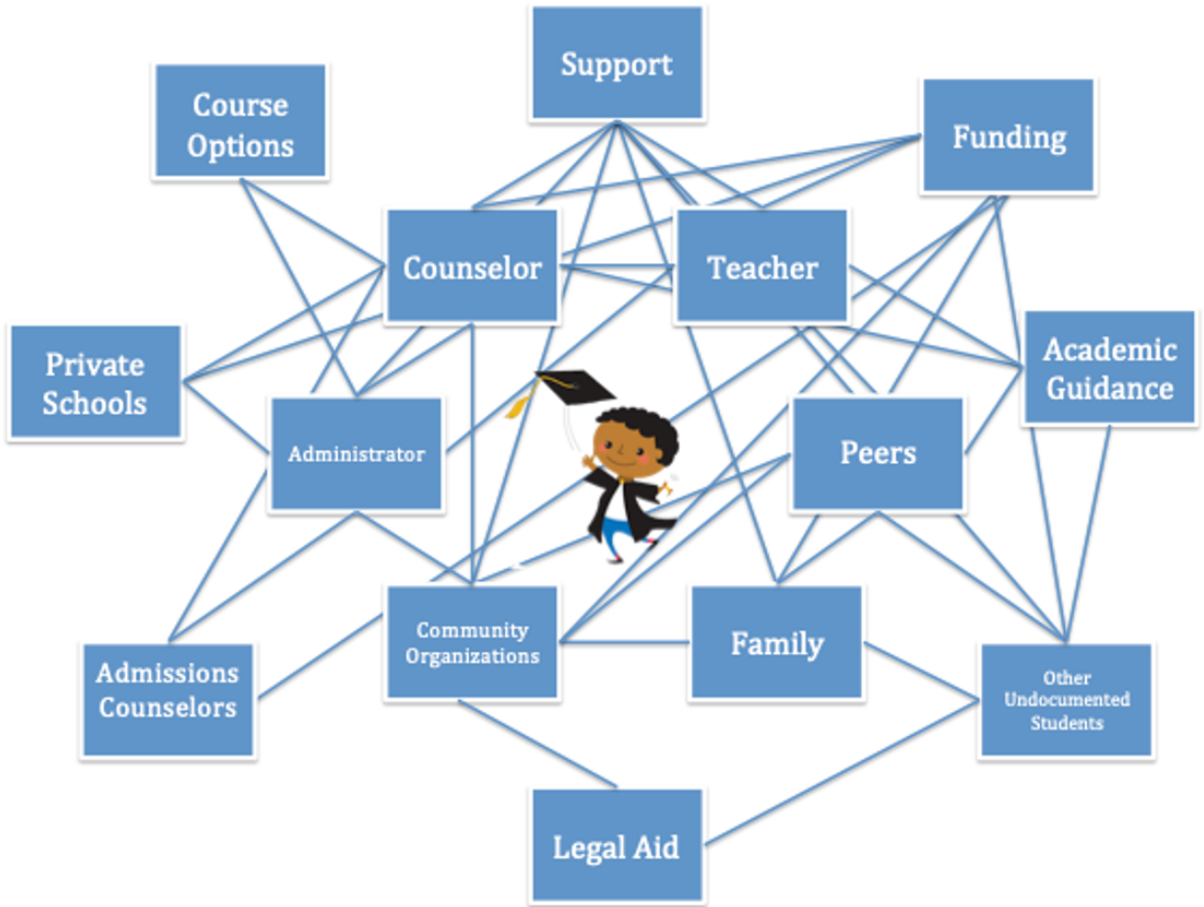 Support
Course
Options
Funding
Counselor
Teacher
Private
Schools
Academic
Guidance
Administrator
Peers
Community
Organizations
Family
Admissions
Counselors
Other
Undocumented
Students
Legal Aid